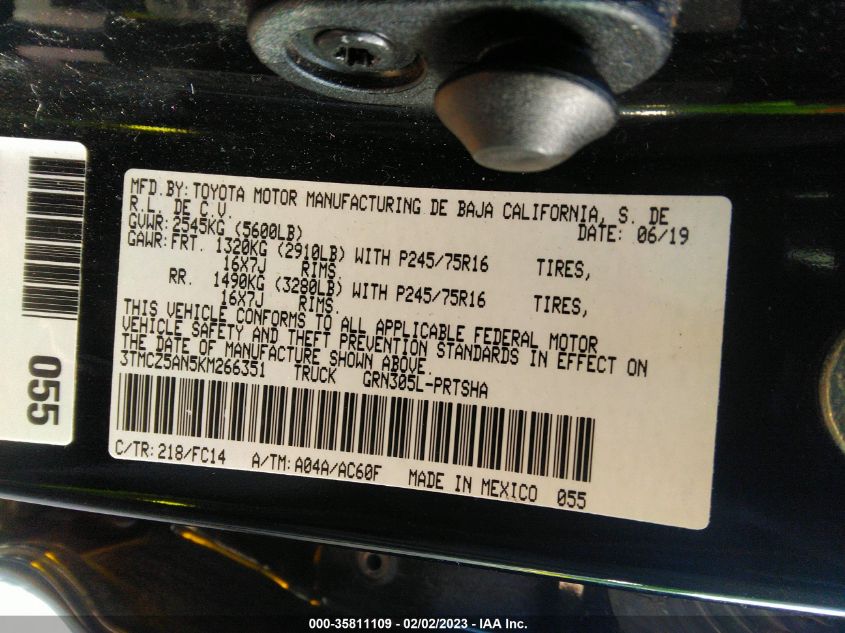 MFD.BY: TOYOTA MOTOR MANUFACTURING DE BAJA CALIFORNIA, S. DE
R.L. DE C.V. DATE: 06/19
GVWR: 2545KG (5600LB)
GAWR: FRT. 1320KG (2910LB) WITH P245/75R16 TIRES,
16X7J RIMS.
RR. 1490KG (3280LB) WITH P245/75R16 TIRES,
16X7J RIMS.
THIS VEHICLE CONFORMS TO ALL APPLICABLE FEDERAL MOTOR
VEHICLE SAFETY AND THEFT PREVENTION STANDARDS IN EFFECT ON
THE DATE OF MANUFACTURE SHOWN ABOVE.
3TMCZ5AN5KM266351 TRUCK GRN305L-PRTSHA
C/TR: 218/FC14 A/TM: A04A/AC60F MADE IN MEXICO 055
055
000-35811109 - 02/02/2023 - IAA Inc.